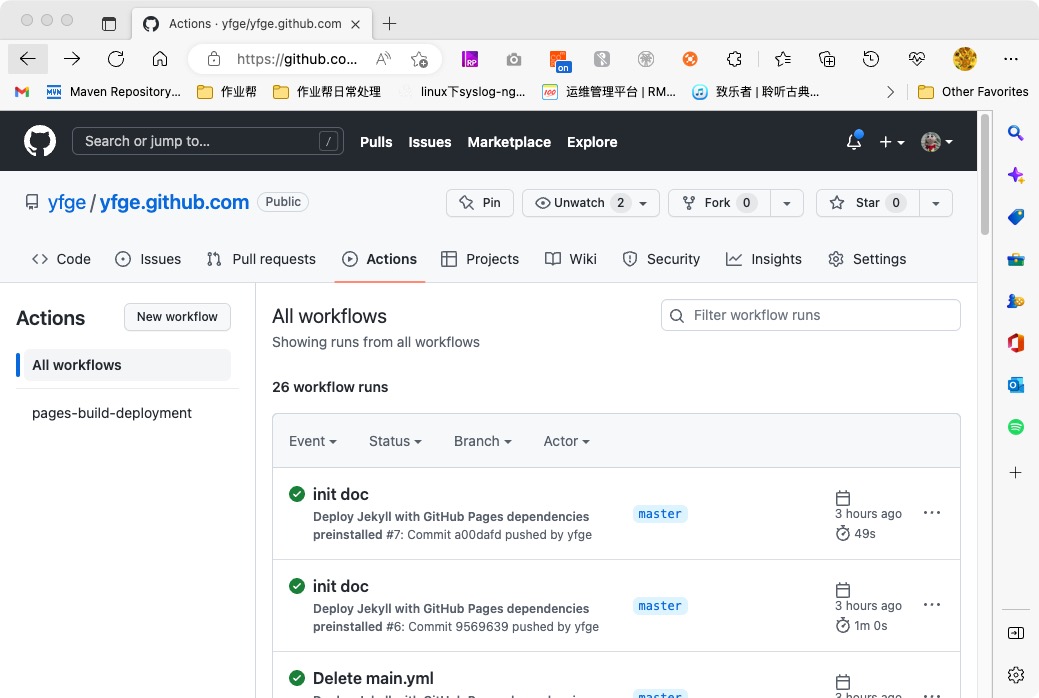 Actions · yfge/yfge.github.com
https://github.co...
on
RP
Maven Repository...
作业帮
作业帮日常处理
linux下syslog-ng...
运维管理平台 | RM...
致乐者 | 聆听古典...
Other Favorites
Search or jump to...
/
Pulls
Issues
Marketplace
Explore
yfge / yfge.github.com
Public
Pin
Unwatch 2
Fork 0
Star 0
Code
Issues
Pull requests
Actions
Projects
Wiki
Security
Insights
Settings
Actions
New workflow
All workflows
pages-build-deployment
All workflows
Showing runs from all workflows
Filter workflow runs
26 workflow runs
Event
Status
Branch
Actor
init doc
Deploy Jekyll with GitHub Pages dependencies
preinstalled #7: Commit a00dafd pushed by yfge
master
3 hours ago
49s
init doc
Deploy Jekyll with GitHub Pages dependencies
preinstalled #6: Commit 9569639 pushed by yfge
master
3 hours ago
1m 0s
Delete main.yml
Deploy Jekyll with GitHub Pages dependencies
master
3 hours ago